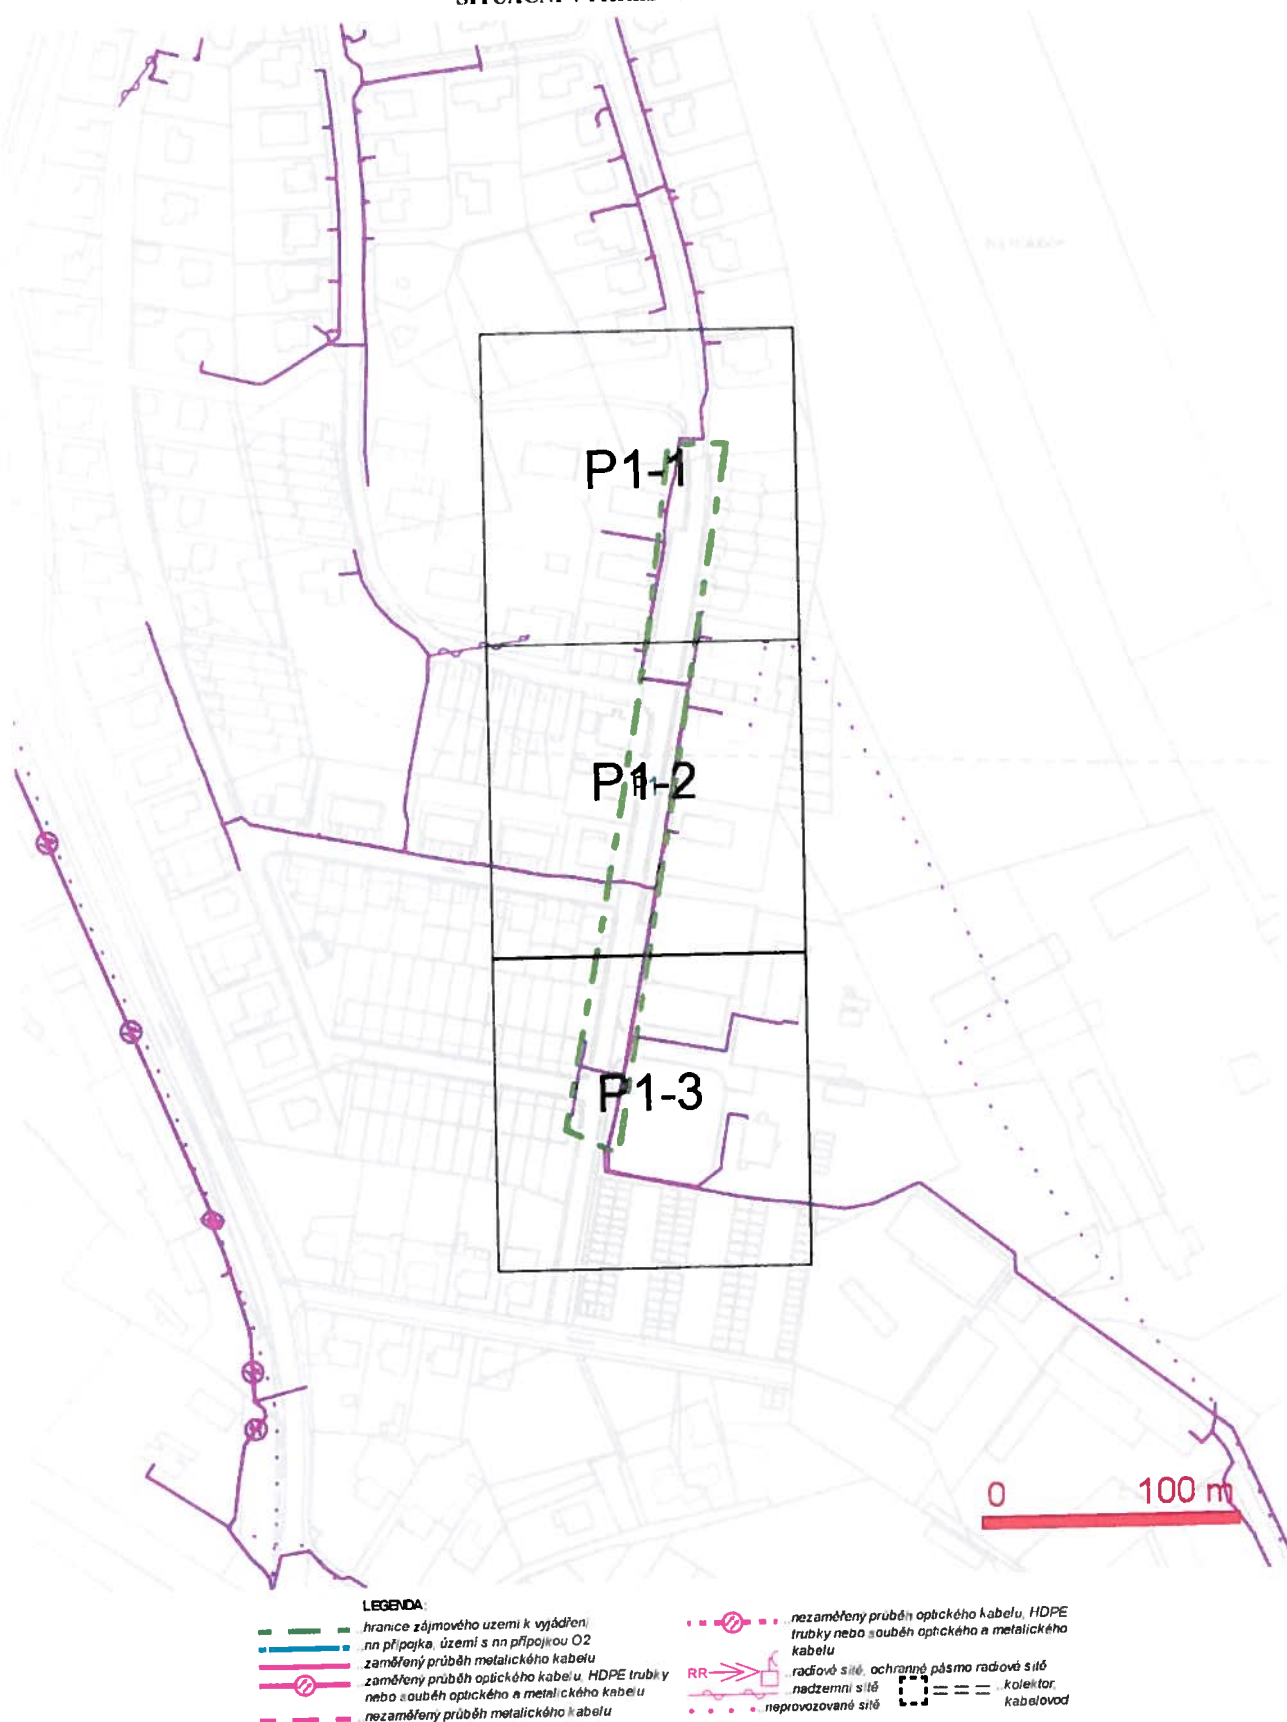 P1-1
P1-2
P1-3
0 100 m
LEGENDA:
hranice zájmového území k vyjádření
nn přípojka, území s nn přípojkou O2
zaměřený průběh metalického kabelu
zaměřený průběh optického kabelu, HDPE trubky
nebo souběh optického a metalického kabelu
nezaměřený průběh metalického kabelu
nezaměřený průběh optického kabelu, HDPE
trubky nebo souběh optického a metalického
kabelu
RR
radiové sítě, ochranné pásmo radiové sítě
nadzemní sítě
kolektor,
kabelovod
neprovozované sítě